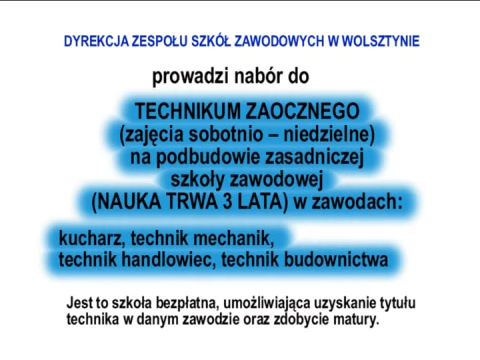 DYREKCJA ZESPOŁU SZKÓŁ ZAWODOWYCH W WOLSZTYNIE
prowadzi nabór do
TECHNIKUM ZAOCZNEGO
(zajęcia sobotnio – niedzielne)
na podbudowie zasadniczej
szkoły zawodowej
(NAUKA TRWA 3 LATA) w zawodach:
kucharz, technik mechanik,
technik handlowiec, technik budownictwa
Jest to szkoła bezpłatna, umożliwiająca uzyskanie tytułu
technika w danym zawodzie oraz zdobycie matury.